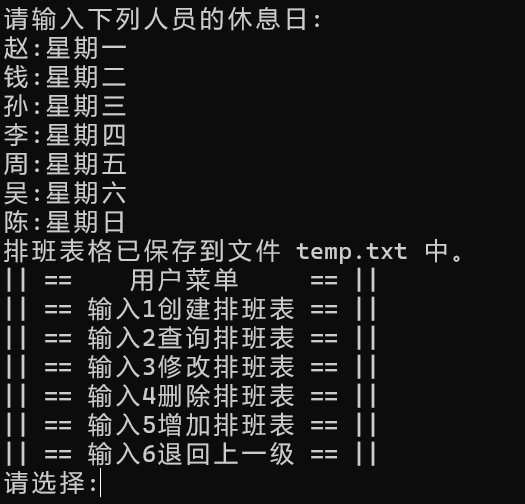 请输入下列人员的休息日:
赵:星期一
钱:星期二
孙:星期三
李:星期四
周:星期五
吴:星期六
陈:星期日
排班表格已保存到文件 temp.txt 中。
|| ==    用户菜单      == ||
|| == 输入1创建排班表 == ||
|| == 输入2查询排班表 == ||
|| == 输入3修改排班表 == ||
|| == 输入4删除排班表 == ||
|| == 输入5增加排班表 == ||
|| == 输入6退回上一级 == ||
请选择: